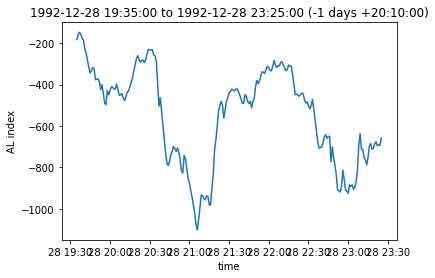 1992-12-28 19:35:00 to 1992-12-28 23:25:00 (-1 days +20:10:00)
−200
−400
−600
−800
−1000
AL index
28 19:30 28 20:00 28 20:30 28 21:00 28 21:30 28 22:00 28 22:30 28 23:00 28 23:30
time